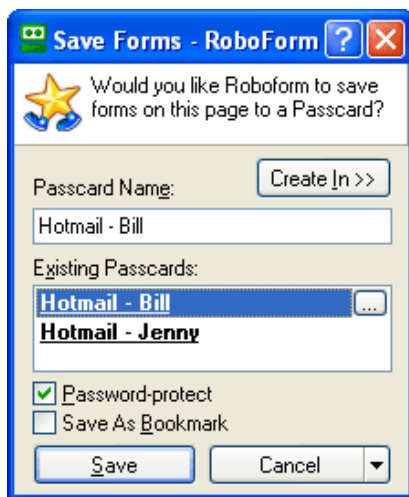 Save Forms - RoboForm
Would you like Roboform to save
forms on this page to a Passcard?
Create In >>
Passcard Name:
Hotmail - Bill
Existing Passcards:
Hotmail - Bill
...
Hotmail - Jenny
Password-protect
Save As Bookmark
Save
Cancel